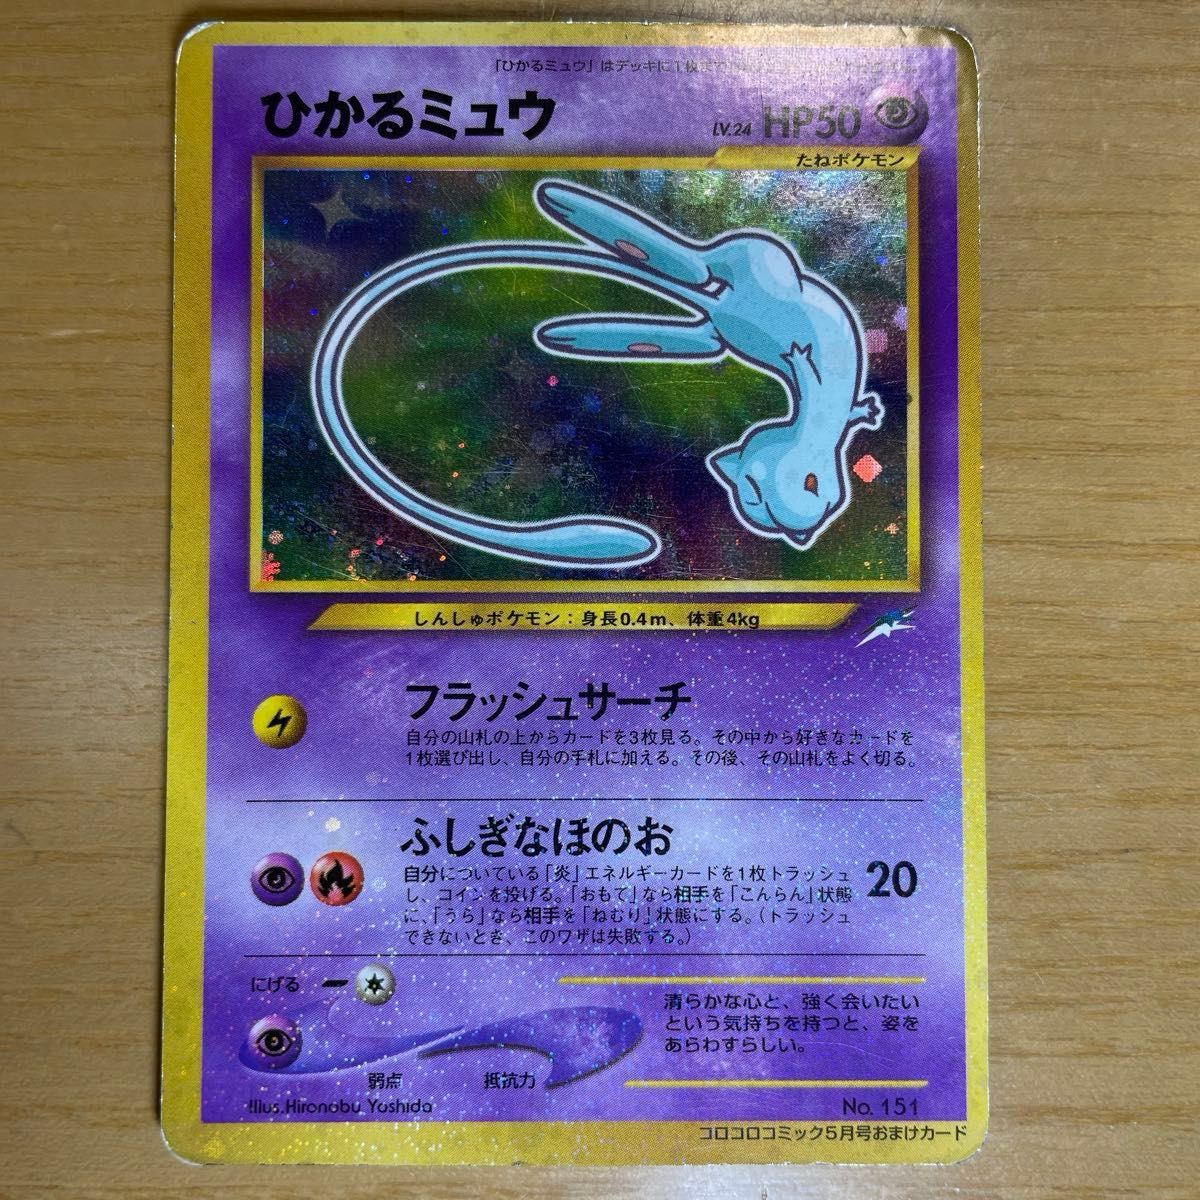 「ひかるミュウ」はデッキに1枚まで
ひかるミュウ
LV.24 HP50
たねポケモン
しんしゅポケモン：身長0.4m、体重4kg
フラッシュサーチ
自分の山札の上からカードを3枚見る。その中から好きなカードを
1枚選び出し、自分の手札に加える。その後、その山札をよく切る。
ふしぎなほのお
自分についている「炎」エネルギーカードを1枚トラッシュ
し、コインを投げる。「おもて」なら相手を「こんらん」状態
に、「うら」なら相手を「ねむり」状態にする。（トラッシュ
できないとき、このワザは失敗する。）
20
にげる
清らかな心と、強く会いたい
という気持ちを持つと、姿を
あらわすらしい。
弱点 抵抗力
Illus.Hironobu Yoshida
No. 151
コロコロコミック5月号おまけカード